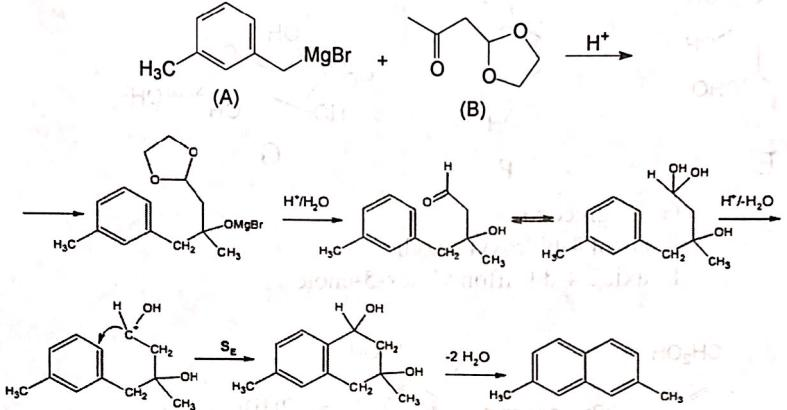 MgBr + O O O H+
H3C
(A) (B)
O O OMgBr H3C CH2 CH3 H+/H2O H O OH H3C CH2 CH3 H OH OH OH H3C CH2 CH3 H+/-H2O
H OH C+ CH2 OH H3C CH2 CH3 SE H OH CH2 OH H3C CH2 CH3 -2 H2O H3C CH3